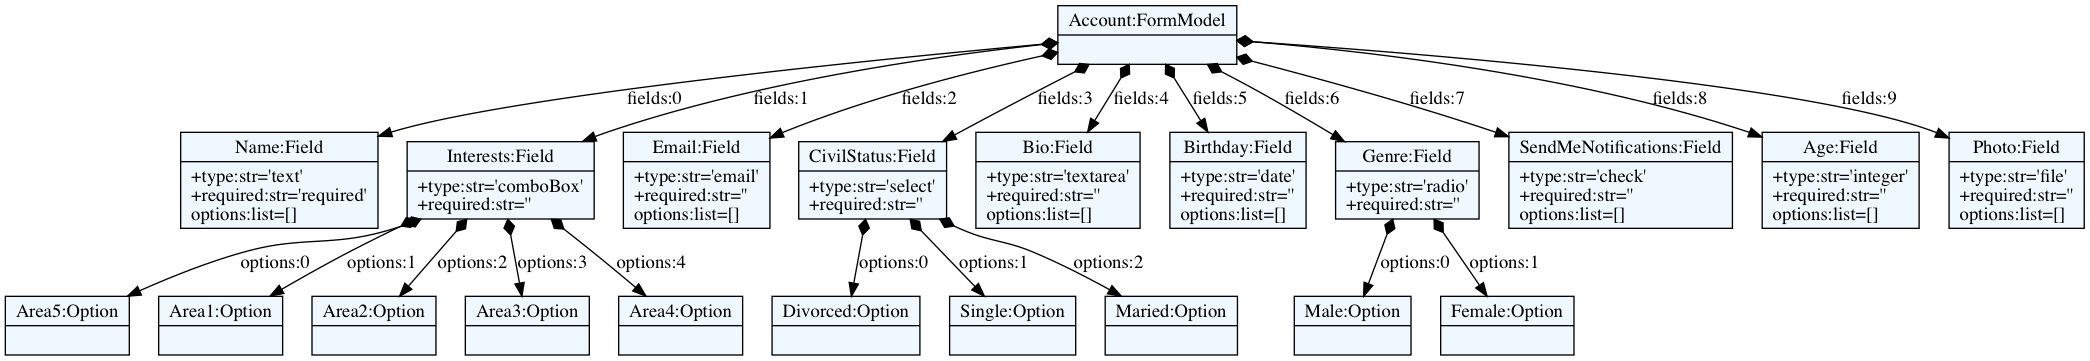 Account:FormModel
fields:0
fields:1
fields:2
fields:3
fields:4
fields:5
fields:6
fields:7
fields:8
fields:9
Name:Field
+type:str='text'
+required:str='required'
options:list=[]
Interests:Field
+type:str='comboBox'
+required:str=''
Email:Field
+type:str='email'
+required:str=''
options:list=[]
CivilStatus:Field
+type:str='select'
+required:str=''
Bio:Field
+type:str='textarea'
+required:str=''
options:list=[]
Birthday:Field
+type:str='date'
+required:str=''
options:list=[]
Genre:Field
+type:str='radio'
+required:str=''
SendMeNotifications:Field
+type:str='check'
+required:str=''
options:list=[]
Age:Field
+type:str='integer'
+required:str=''
options:list=[]
Photo:Field
+type:str='file'
+required:str=''
options:list=[]
options:0
options:1
options:2
options:3
options:4
options:0
options:1
options:2
options:0
options:1
Area5:Option
Area1:Option
Area2:Option
Area3:Option
Area4:Option
Divorced:Option
Single:Option
Maried:Option
Male:Option
Female:Option